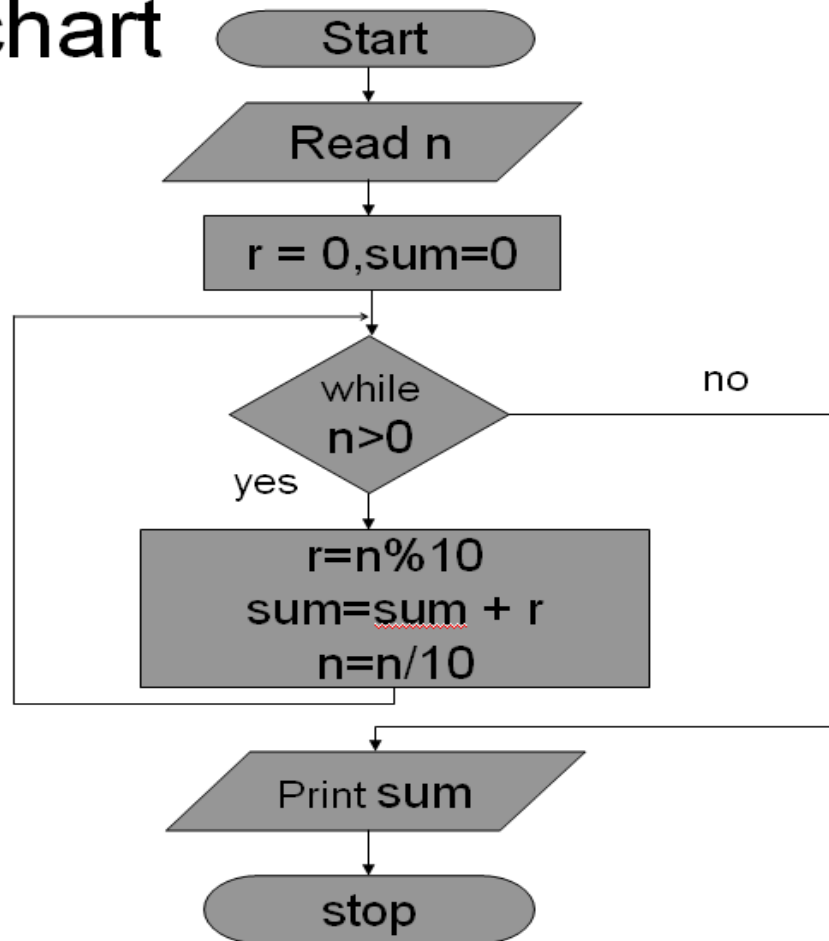 chart
Start
Read n
r = 0,sum=0
while
n>0
no
yes
r=n%10
sum=sum + r
n=n/10
Print sum
stop